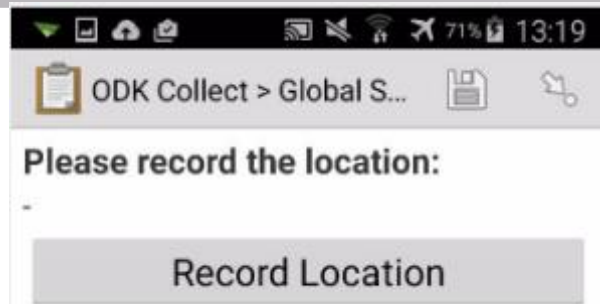 71% 13:19
ODK Collect > Global S...
Please record the location:
-
Record Location